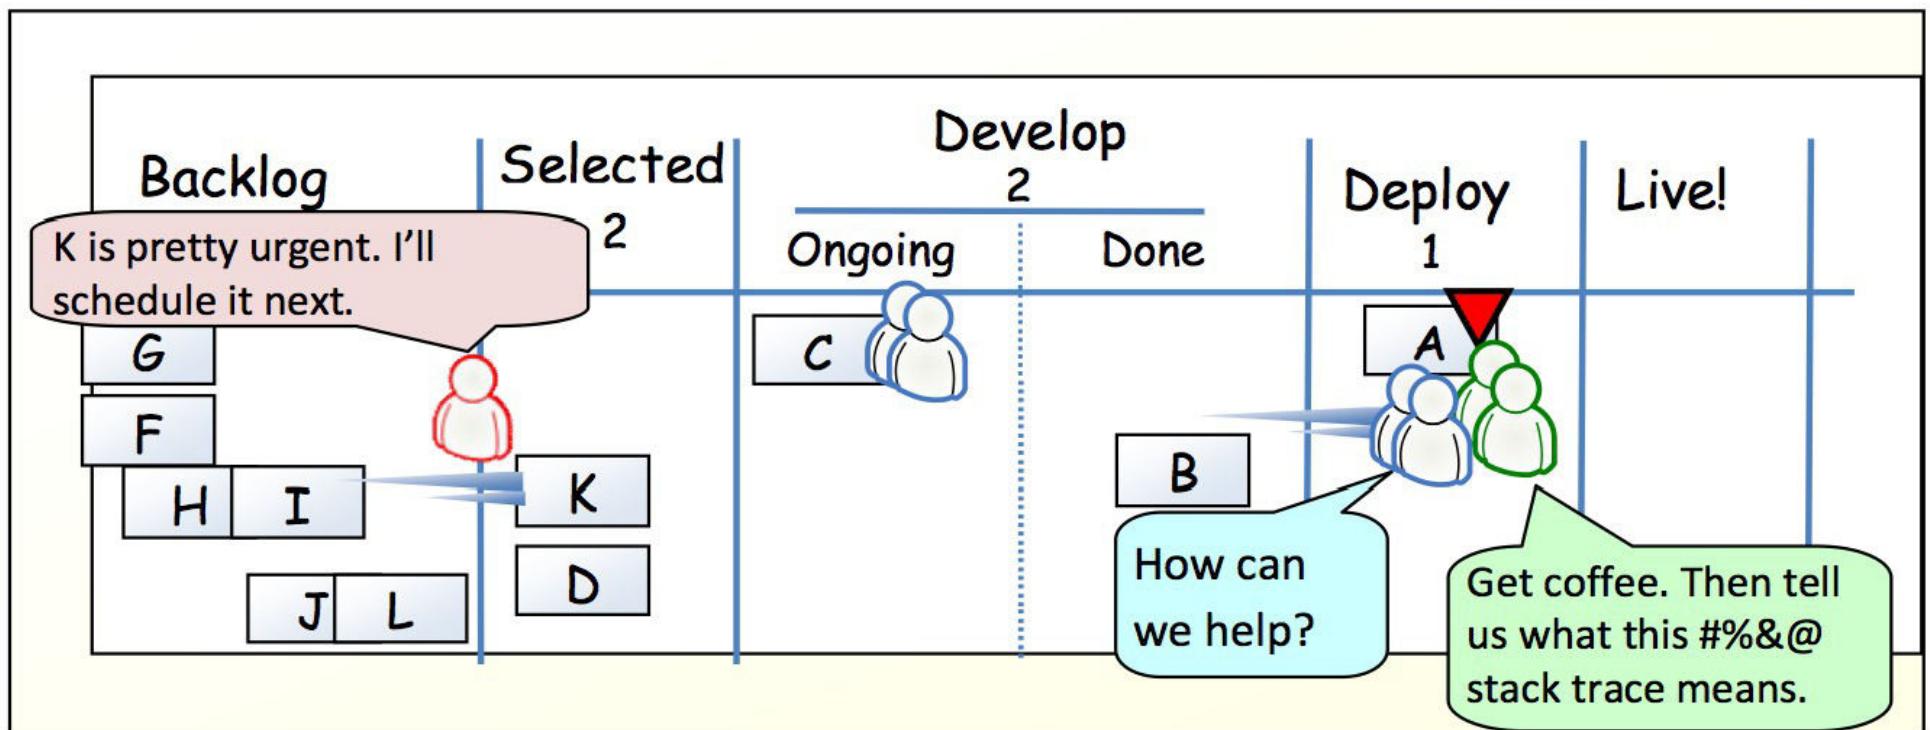 Backlog
Selected
2
Develop
2
Ongoing
Done
Deploy
1
Live!
K is pretty urgent. I'll
schedule it next.
G
F
H
I
J
L
K
D
C
B
A
How can
we help?
Get coffee. Then tell
us what this #%&@
stack trace means.